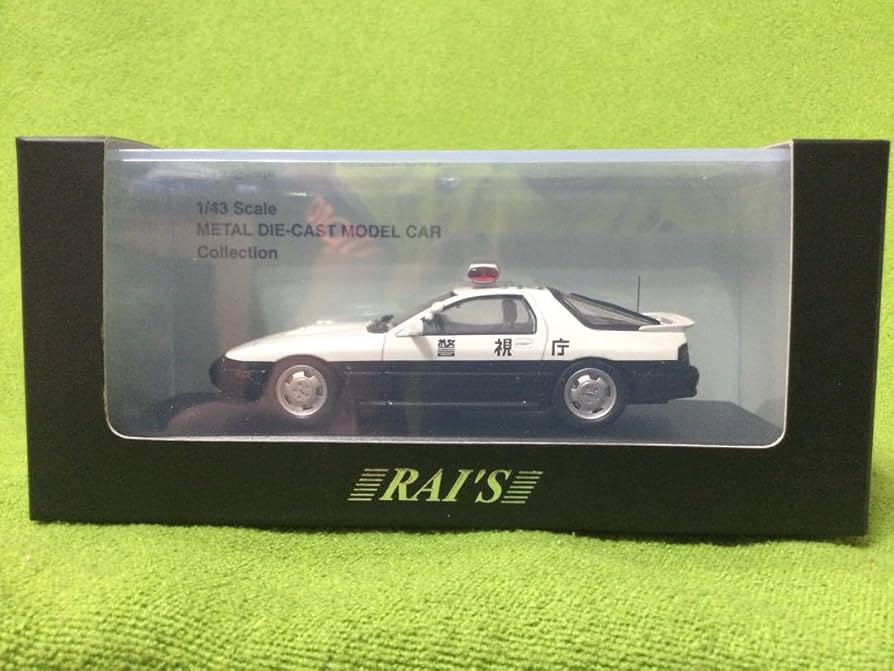 1/43 Scale
METAL DIE-CAST MODEL CAR
Collection
警視庁
RAI'S